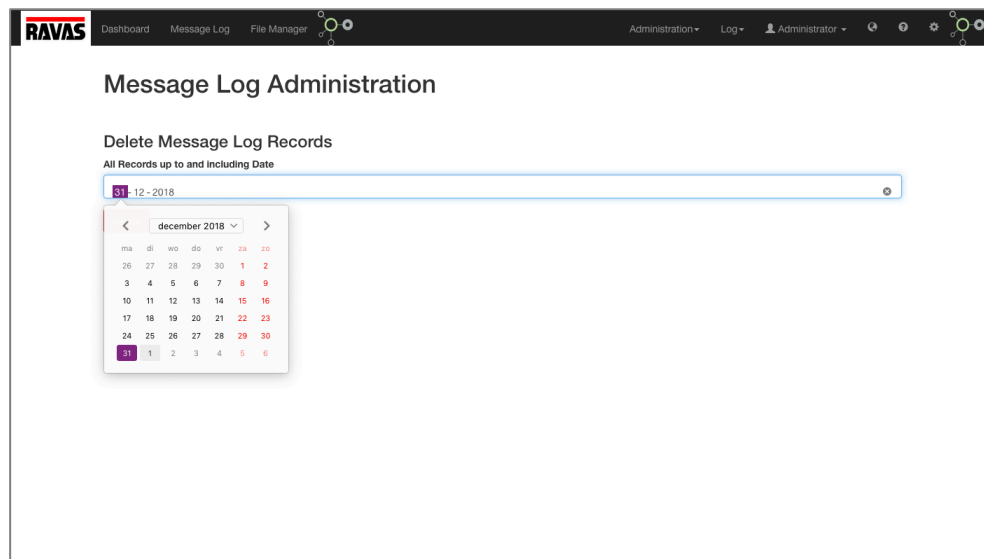 RAVAS Dashboard Message Log File Manager Administration Log Administrator
Message Log Administration
Delete Message Log Records
All Records up to and including Date
31 - 12 - 2018
december 2018
ma di wo do vr za zo
26 27 28 29 30 1 2
3 4 5 6 7 8 9
10 11 12 13 14 15 16
17 18 19 20 21 22 23
24 25 26 27 28 29 30
31 1 2 3 4 5 6